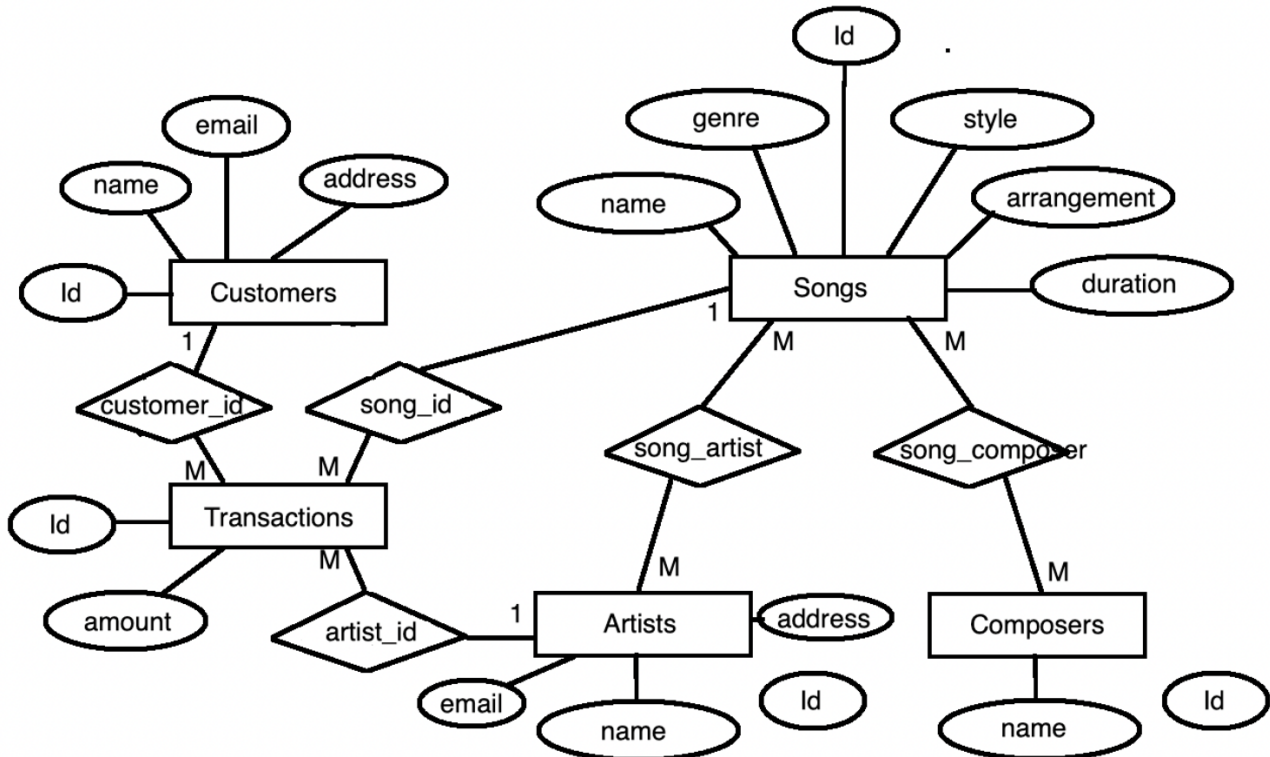 Id
email
genre
style
name
address
name
arrangement
Id
Customers
Songs
duration
1
1
M
M
customer_id
song_id
song_artist
song_composer
M
M
Id
Transactions
M
M
M
amount
artist_id
1
Artists
address
Composers
email
Id
Id
name
name